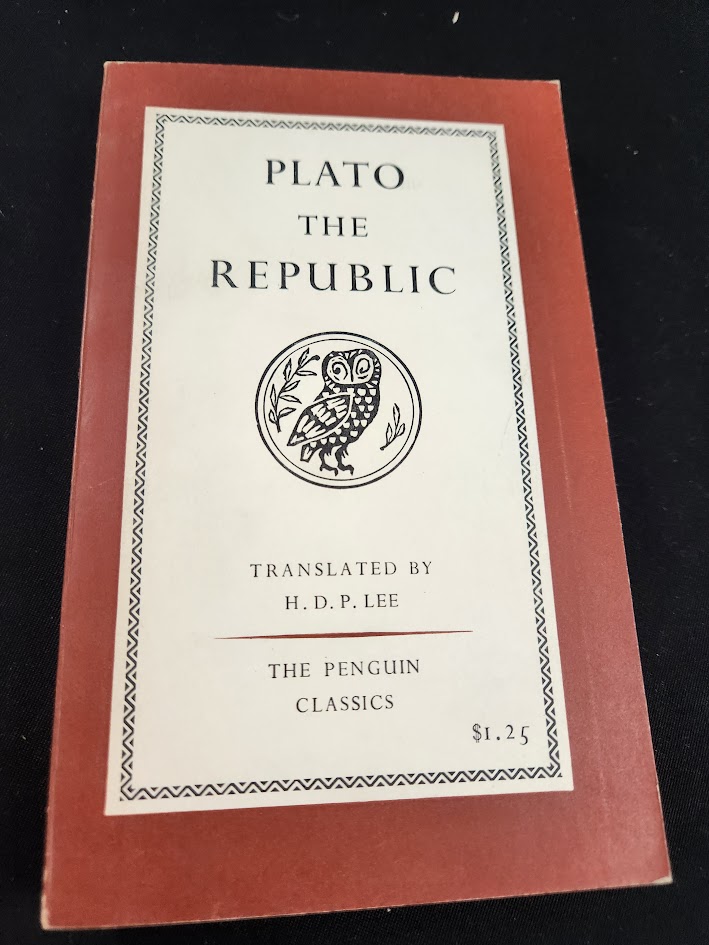 PLATO
THE
REPUBLIC
TRANSLATED BY
H. D. P. LEE
THE PENGUIN
CLASSICS
$1.25